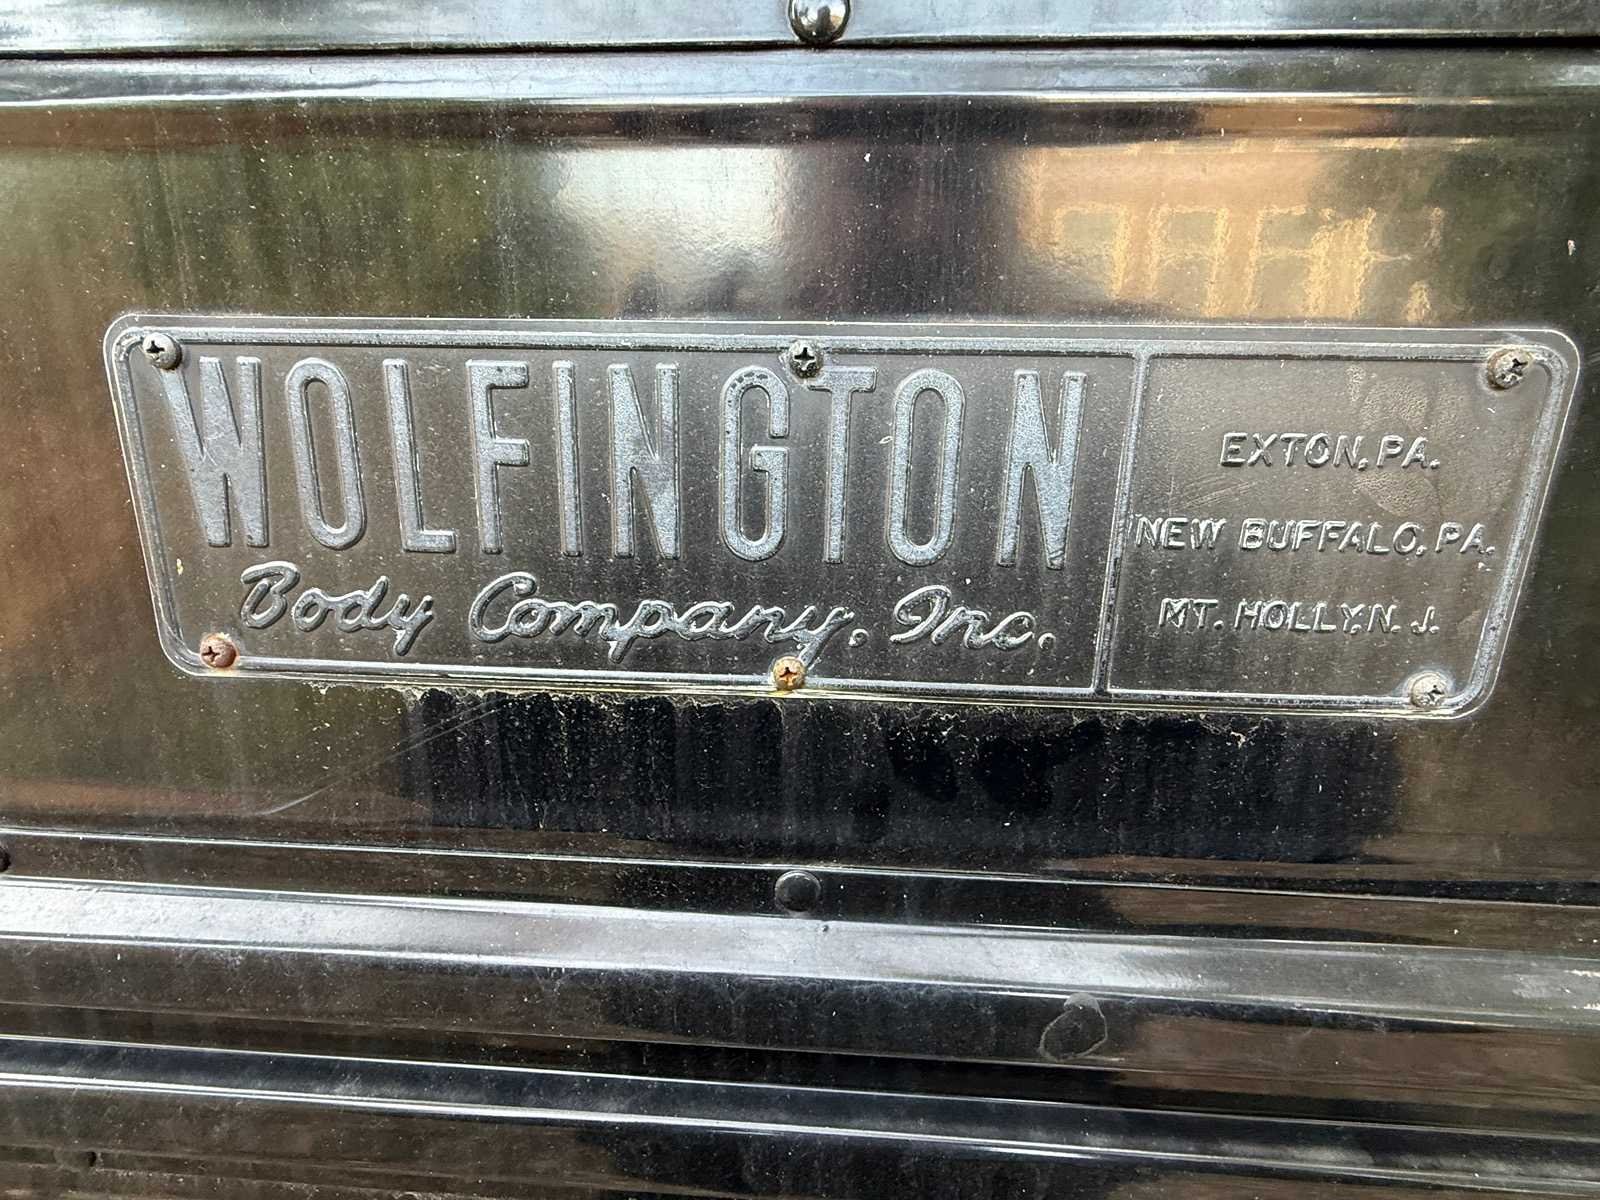 WOLFINGTON
Body Company, Inc.
EXTON, PA.
NEW BUFFALO, PA.
MT. HOLLY, N. J.